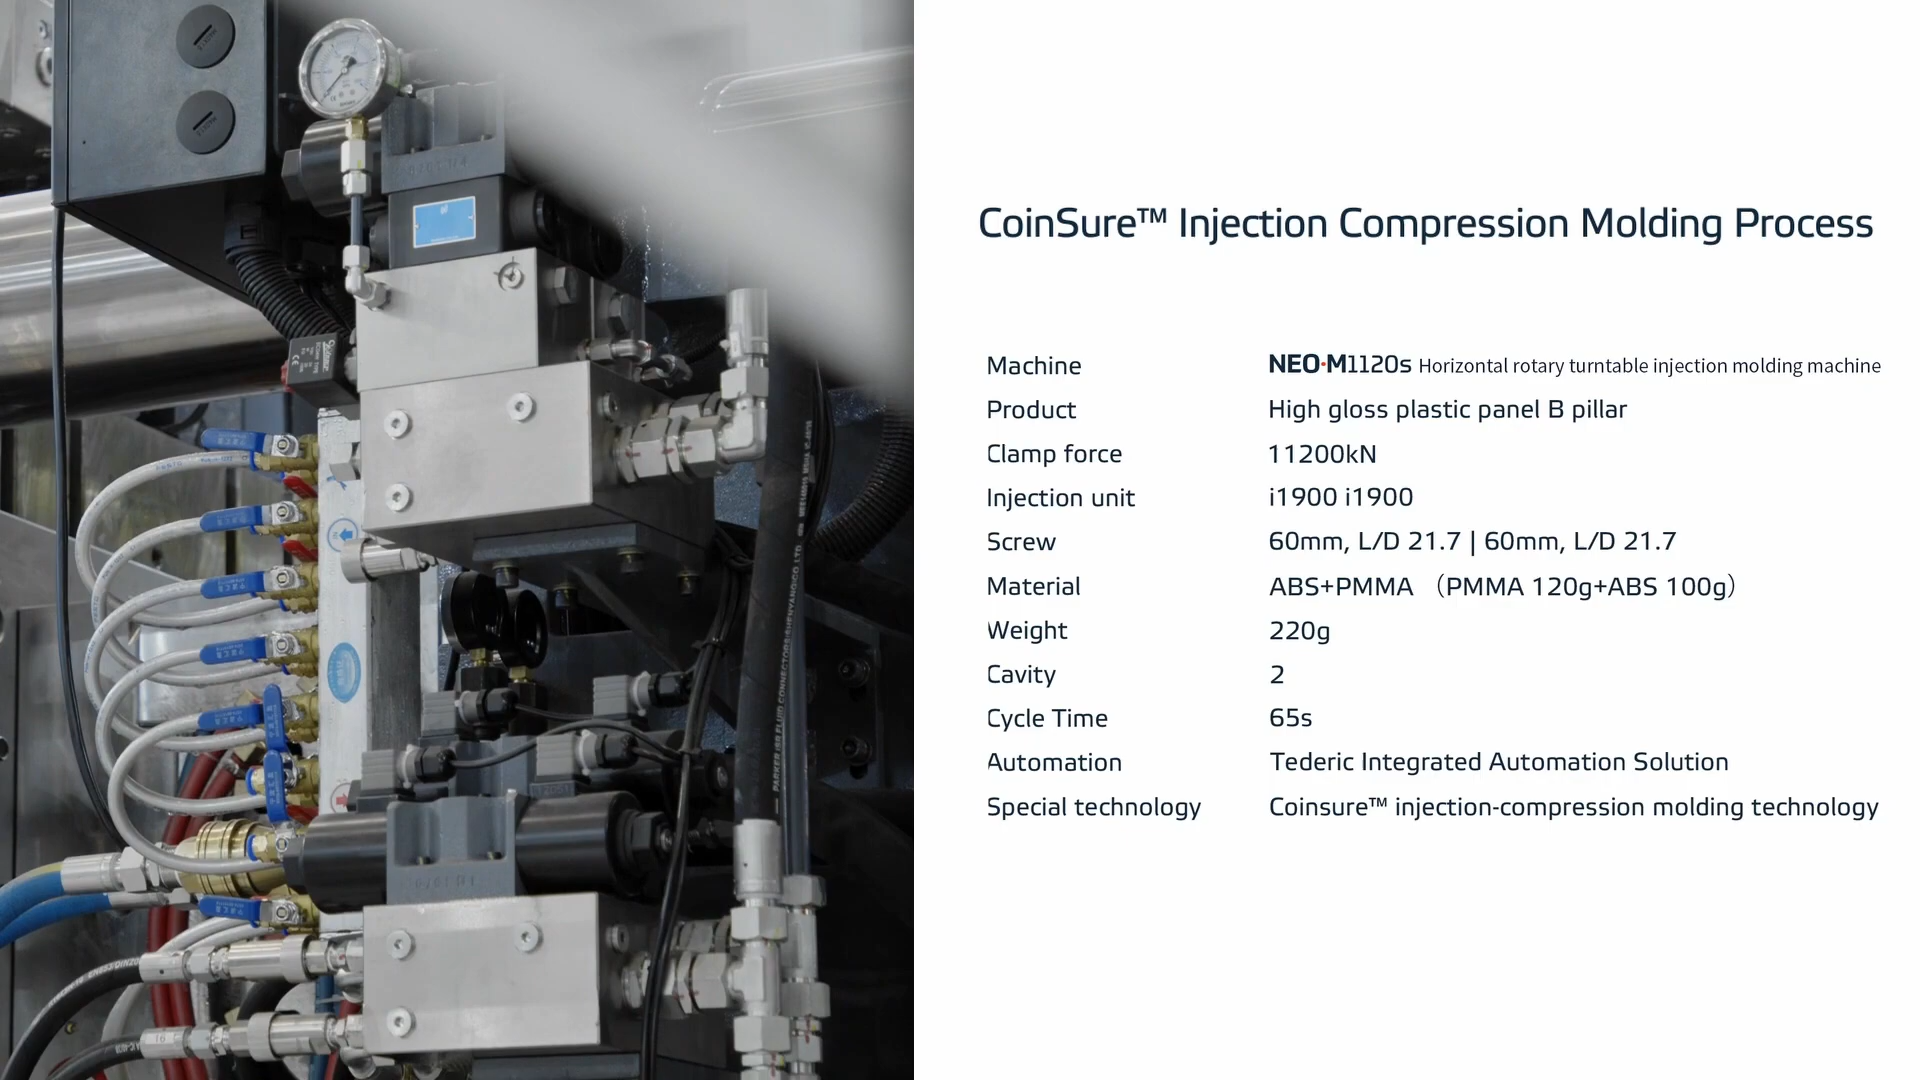 CoinSure™ Injection Compression Molding Process
Machine NEO·M1120s Horizontal rotary turntable injection molding machine
Product High gloss plastic panel B pillar
Clamp force 11200kN
Injection unit i1900 i1900
Screw 60mm, L/D 21.7 | 60mm, L/D 21.7
Material ABS+PMMA （PMMA 120g+ABS 100g）
Weight 220g
Cavity 2
Cycle Time 65s
Automation Tederic Integrated Automation Solution
Special technology Coinsure™ injection-compression molding technology